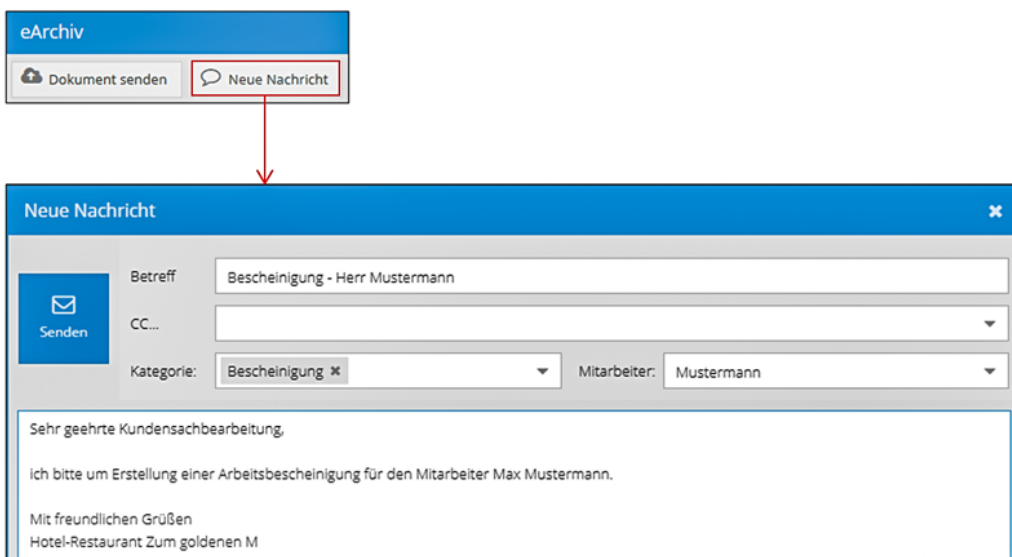 eArchiv
Dokument senden Neue Nachricht
Neue Nachricht
Betreff Bescheinigung - Herr Mustermann
Senden
CC...
Kategorie: Bescheinigung Mitarbeiter: Mustermann
Sehr geehrte Kundensachbearbeitung,
ich bitte um Erstellung einer Arbeitsbescheinigung für den Mitarbeiter Max Mustermann.
Mit freundlichen Grüßen
Hotel-Restaurant Zum goldenen M